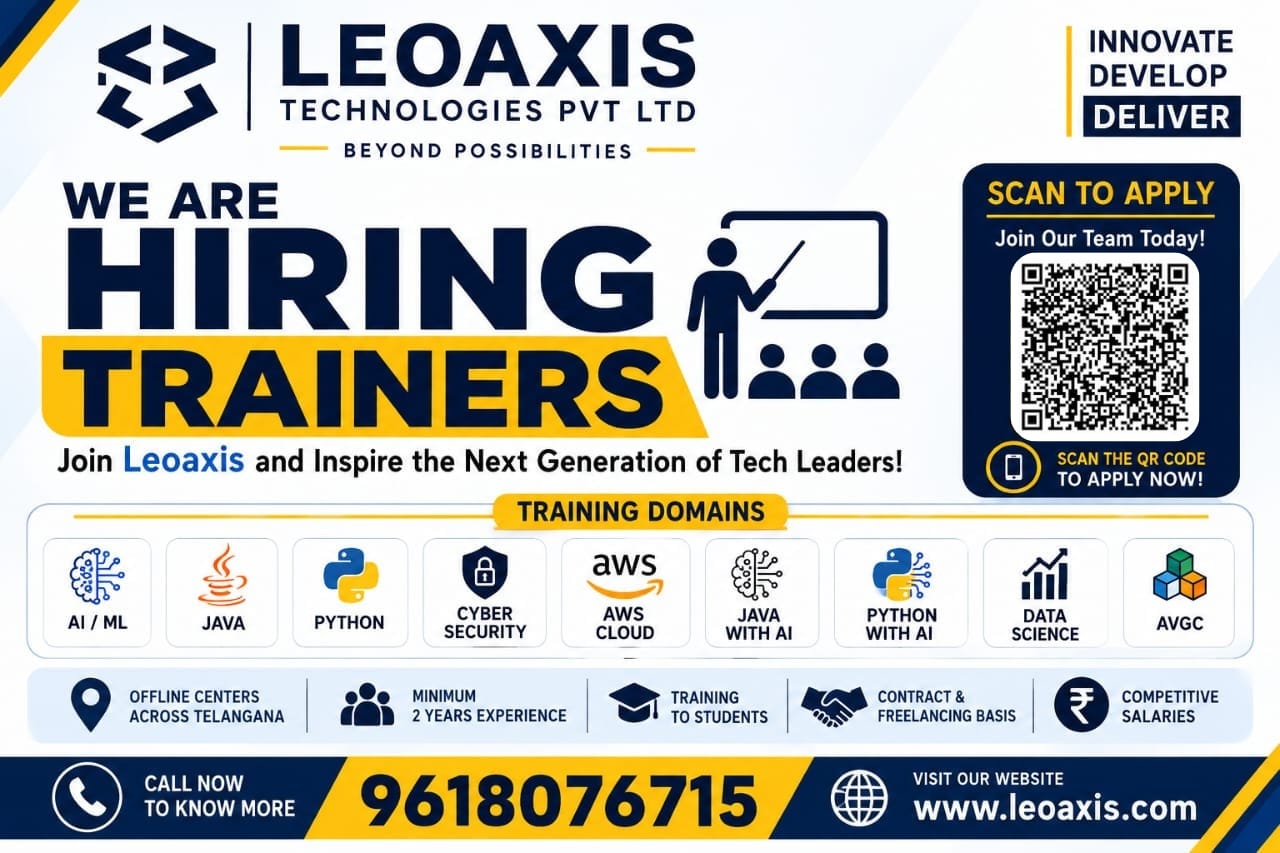 LEOAXIS
TECHNOLOGIES PVT LTD
BEYOND POSSIBILITIES
INNOVATE
DEVELOP
DELIVER
WE ARE
HIRING
TRAINERS
Join Leoaxis and Inspire the Next Generation of Tech Leaders!
SCAN TO APPLY
Join Our Team Today!
SCAN THE QR CODE
TO APPLY NOW!
TRAINING DOMAINS
AI / ML
JAVA
PYTHON
CYBER
SECURITY
aws
AWS
CLOUD
JAVA
WITH AI
PYTHON
WITH AI
DATA
SCIENCE
AVGC
OFFLINE CENTERS
ACROSS TELANGANA
MINIMUM
2 YEARS EXPERIENCE
TRAINING
TO STUDENTS
CONTRACT &
FREELANCING BASIS
₹
COMPETITIVE
SALARIES
CALL NOW
TO KNOW MORE
9618076715
VISIT OUR WEBSITE
www.leoaxis.com